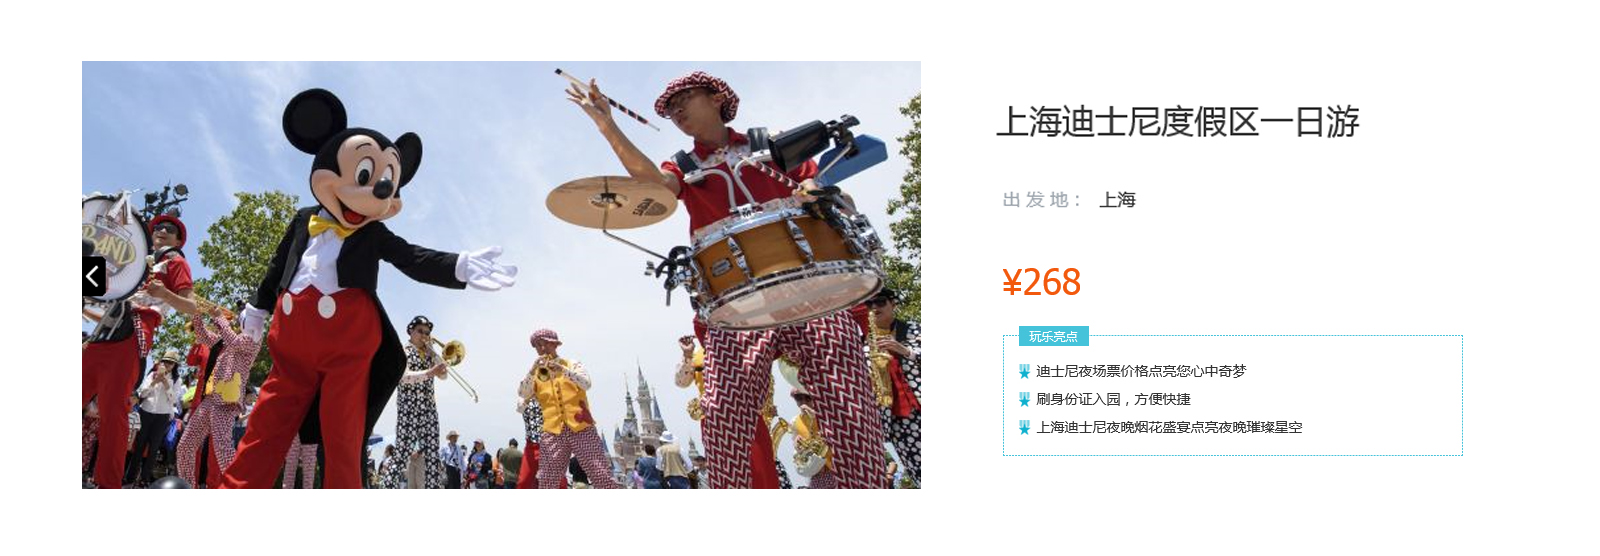 上海迪士尼度假区一日游
出发地： 上海
¥268
玩乐亮点
迪士尼夜场票价格点亮您心中奇梦
刷身份证入园，方便快捷
上海迪士尼夜晚烟花盛宴点亮夜晚璀璨星空
BAND
SABIAN